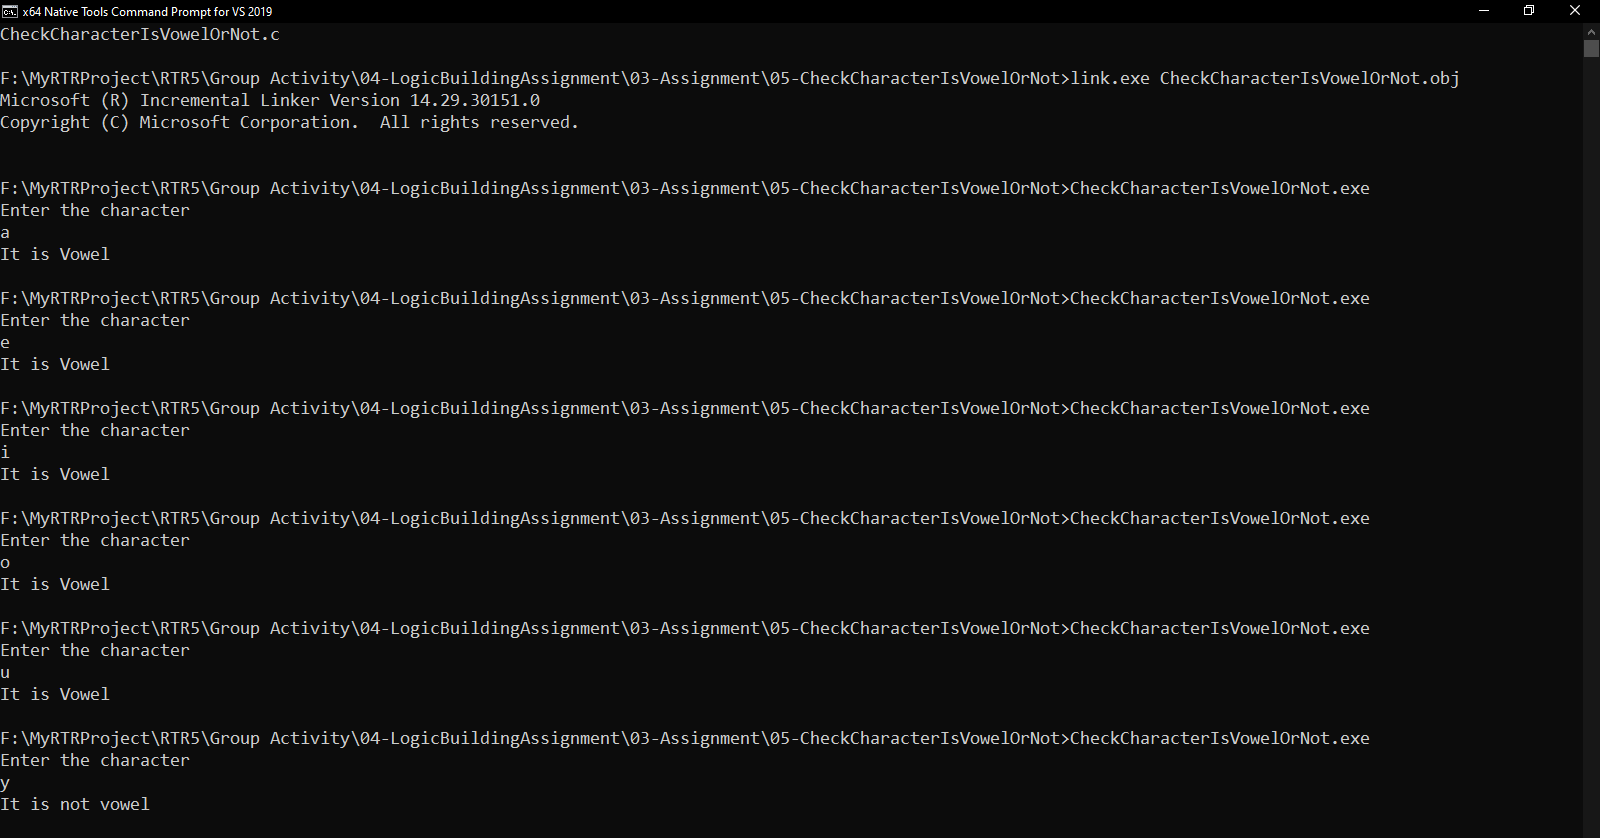 x64 Native Tools Command Prompt for VS 2019
CheckCharacterIsVowelOrNot.c
F:\MyRTRProject\RTR5\Group Activity\04-LogicBuildingAssignment\03-Assignment\05-CheckCharacterIsVowelOrNot>link.exe CheckCharacterIsVowelOrNot.obj
Microsoft (R) Incremental Linker Version 14.29.30151.0
Copyright (C) Microsoft Corporation.  All rights reserved.
F:\MyRTRProject\RTR5\Group Activity\04-LogicBuildingAssignment\03-Assignment\05-CheckCharacterIsVowelOrNot>CheckCharacterIsVowelOrNot.exe
Enter the character
a
It is Vowel
F:\MyRTRProject\RTR5\Group Activity\04-LogicBuildingAssignment\03-Assignment\05-CheckCharacterIsVowelOrNot>CheckCharacterIsVowelOrNot.exe
Enter the character
e
It is Vowel
F:\MyRTRProject\RTR5\Group Activity\04-LogicBuildingAssignment\03-Assignment\05-CheckCharacterIsVowelOrNot>CheckCharacterIsVowelOrNot.exe
Enter the character
i
It is Vowel
F:\MyRTRProject\RTR5\Group Activity\04-LogicBuildingAssignment\03-Assignment\05-CheckCharacterIsVowelOrNot>CheckCharacterIsVowelOrNot.exe
Enter the character
o
It is Vowel
F:\MyRTRProject\RTR5\Group Activity\04-LogicBuildingAssignment\03-Assignment\05-CheckCharacterIsVowelOrNot>CheckCharacterIsVowelOrNot.exe
Enter the character
u
It is Vowel
F:\MyRTRProject\RTR5\Group Activity\04-LogicBuildingAssignment\03-Assignment\05-CheckCharacterIsVowelOrNot>CheckCharacterIsVowelOrNot.exe
Enter the character
y
It is not vowel